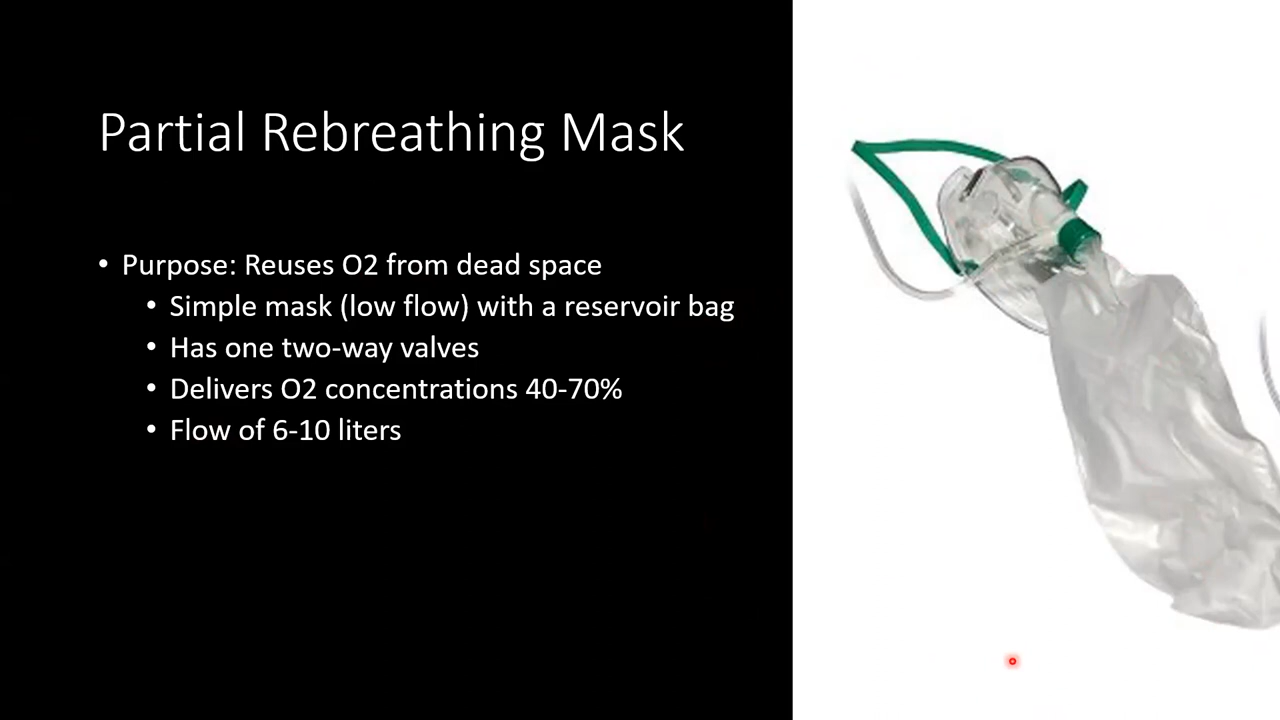 Partial Rebreathing Mask
• Purpose: Reuses O2 from dead space
• Simple mask (low flow) with a reservoir bag
• Has one two-way valves
• Delivers O2 concentrations 40-70%
• Flow of 6-10 liters